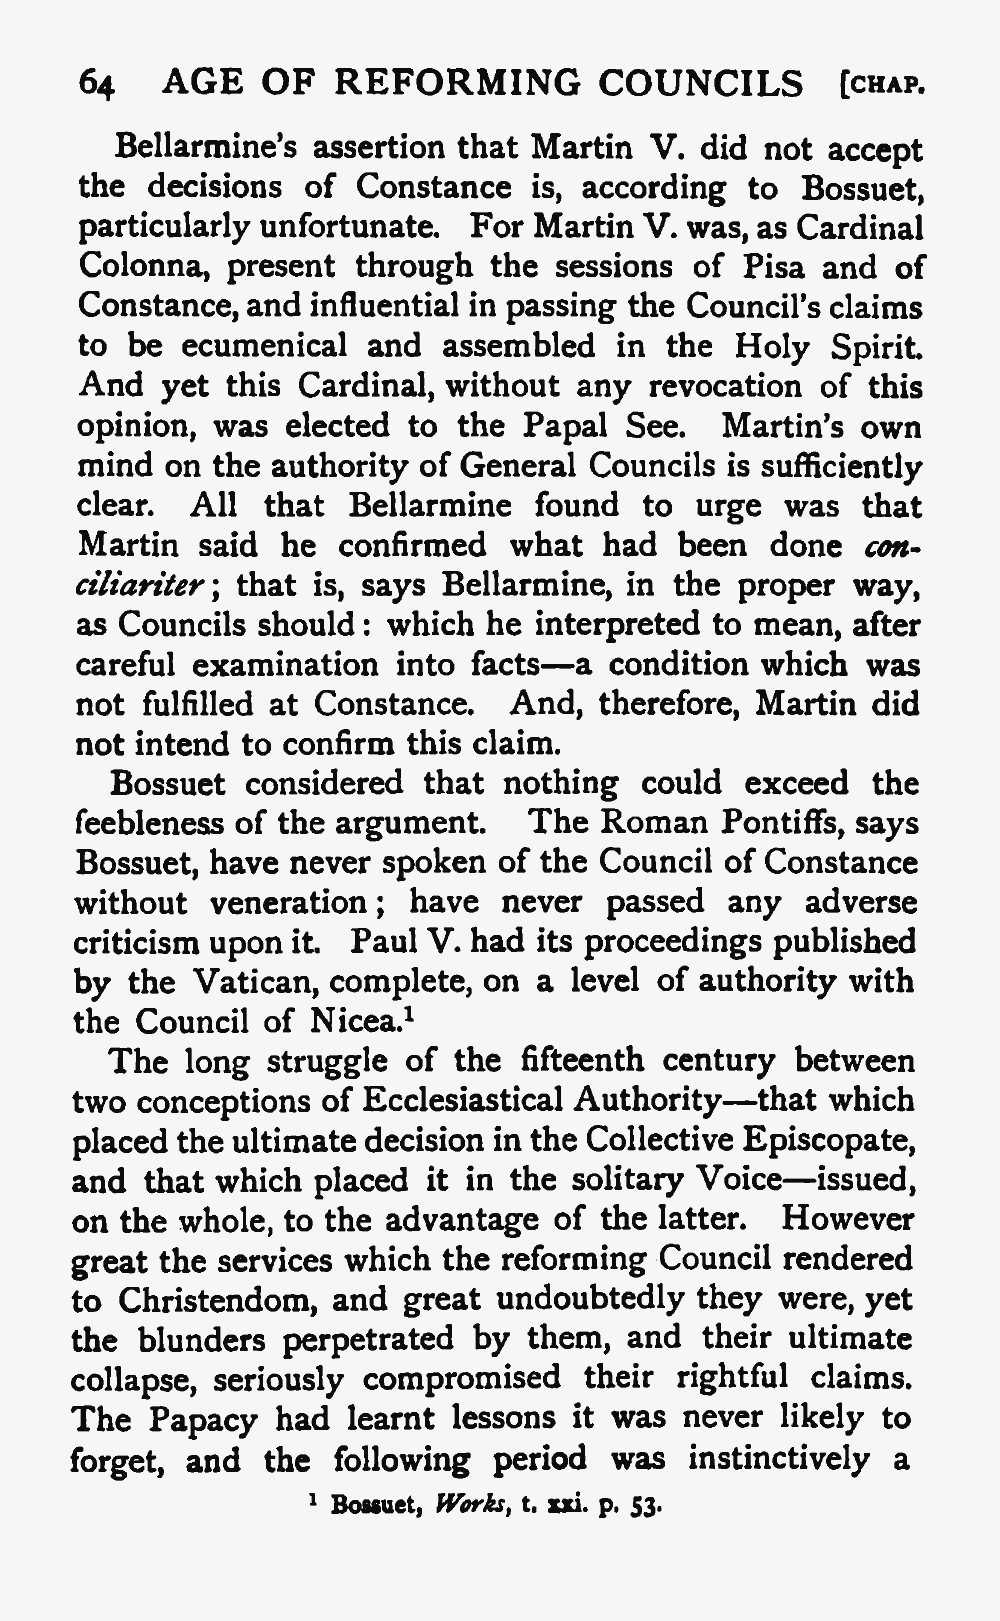 64 AGE OF REFORMING COUNCILS [CHAP.
Bellarmine's assertion that Martin V. did not accept
the decisions of Constance is, according to Bossuet,
particularly unfortunate. For Martin V. was, as Cardinal
Colonna, present through the sessions of Pisa and of
Constance, and influential in passing the Council's claims
to be ecumenical and assembled in the Holy Spirit.
And yet this Cardinal, without any revocation of this
opinion, was elected to the Papal See. Martin's own
mind on the authority of General Councils is sufficiently
clear. All that Bellarmine found to urge was that
Martin said he confirmed what had been done con-
ciliariter; that is, says Bellarmine, in the proper way,
as Councils should: which he interpreted to mean, after
careful examination into facts—a condition which was
not fulfilled at Constance. And, therefore, Martin did
not intend to confirm this claim.
Bossuet considered that nothing could exceed the
feebleness of the argument. The Roman Pontiffs, says
Bossuet, have never spoken of the Council of Constance
without veneration; have never passed any adverse
criticism upon it. Paul V. had its proceedings published
by the Vatican, complete, on a level of authority with
the Council of Nicea.¹
The long struggle of the fifteenth century between
two conceptions of Ecclesiastical Authority—that which
placed the ultimate decision in the Collective Episcopate,
and that which placed it in the solitary Voice—issued,
on the whole, to the advantage of the latter. However
great the services which the reforming Council rendered
to Christendom, and great undoubtedly they were, yet
the blunders perpetrated by them, and their ultimate
collapse, seriously compromised their rightful claims.
The Papacy had learnt lessons it was never likely to
forget, and the following period was instinctively a
¹ Bossuet, Works, t. xxi. p. 53.